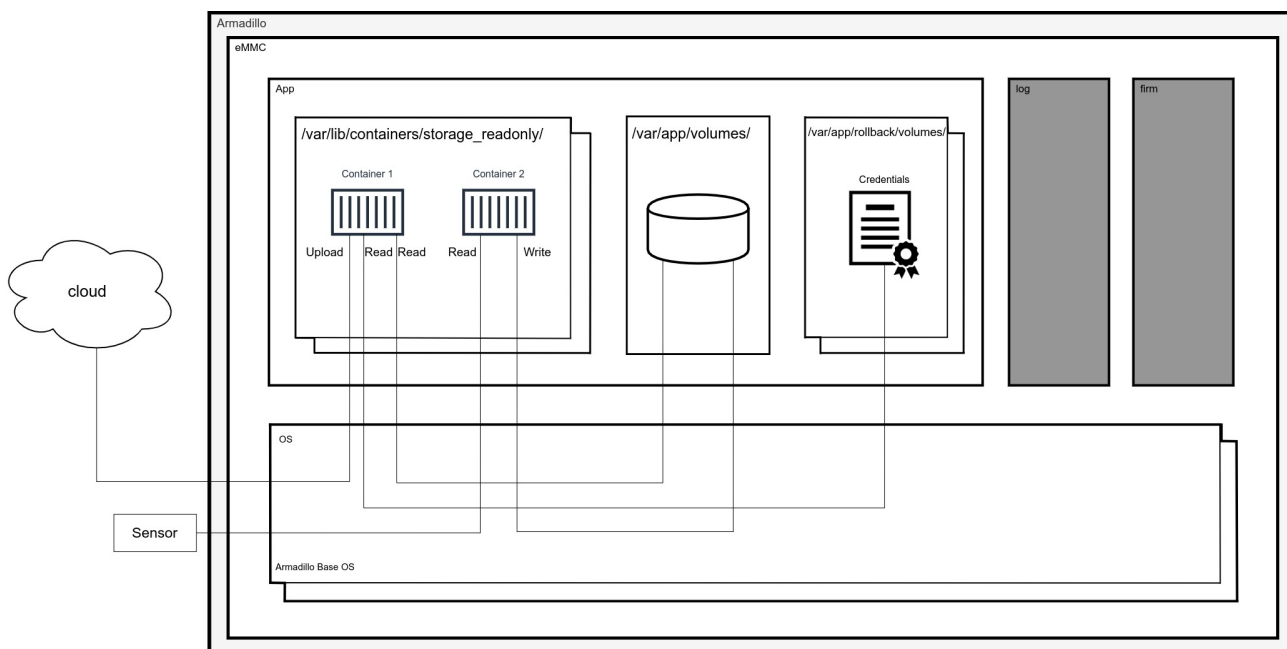 Armadillo
eMMC
App
log
firm
/var/lib/containers/storage_readonly/
/var/app/volumes/
/var/app/rollback/volumes/
Container 1
Container 2
Credentials
Upload
Read
Read
Read
Write
cloud
OS
Sensor
Armadillo Base OS